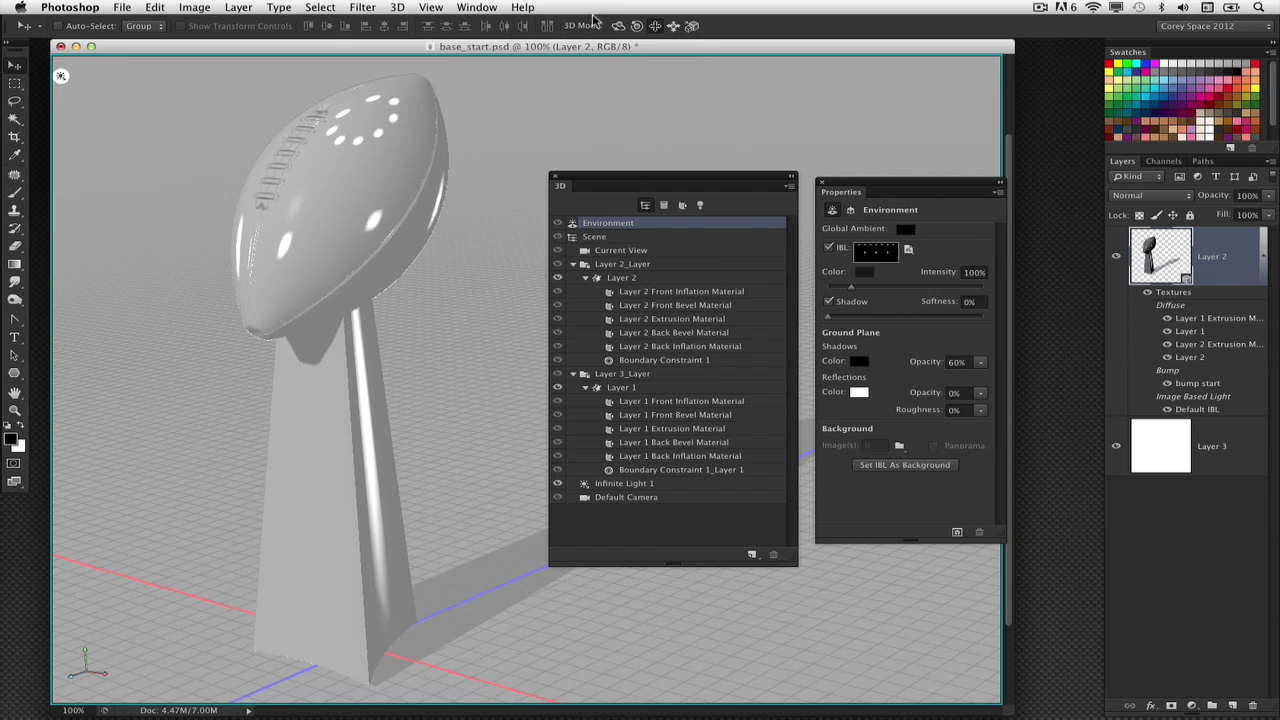 Photoshop File Edit Image Layer Type Select Filter 3D View Window Help
Auto-Select: Group Show Transform Controls 3D Mode Corey Space 2012
base_start.psd @ 100% (Layer 2, RGB/8) *
Swatches
3D
Environment
Scene
Current View
Layer 2_Layer
Layer 2
Layer 2 Front Inflation Material
Layer 2 Front Bevel Material
Layer 2 Extrusion Material
Layer 2 Back Bevel Material
Layer 2 Back Inflation Material
Boundary Constraint 1
Layer 3_Layer
Layer 1
Layer 1 Front Inflation Material
Layer 1 Front Bevel Material
Layer 1 Extrusion Material
Layer 1 Back Bevel Material
Layer 1 Back Inflation Material
Boundary Constraint 1_Layer 1
Infinite Light 1
Default Camera
Properties
Environment
Global Ambient:
IBL:
Color: Intensity: 100%
Shadow Softness: 0%
Ground Plane
Shadows
Color: Opacity: 60%
Reflections
Color: Opacity: 0%
Roughness: 0%
Background
Image(s): Panorama
Set IBL As Background
Layers Channels Paths
Kind
Normal Opacity: 100%
Lock: Fill: 100%
Layer 2
Textures
Diffuse
Layer 1 Extrusion M...
Layer 1
Layer 2 Extrusion M...
Layer 2
Bump
bump start
Image Based Light
Default IBL
Layer 3
100% Doc: 4.47M/7.00M